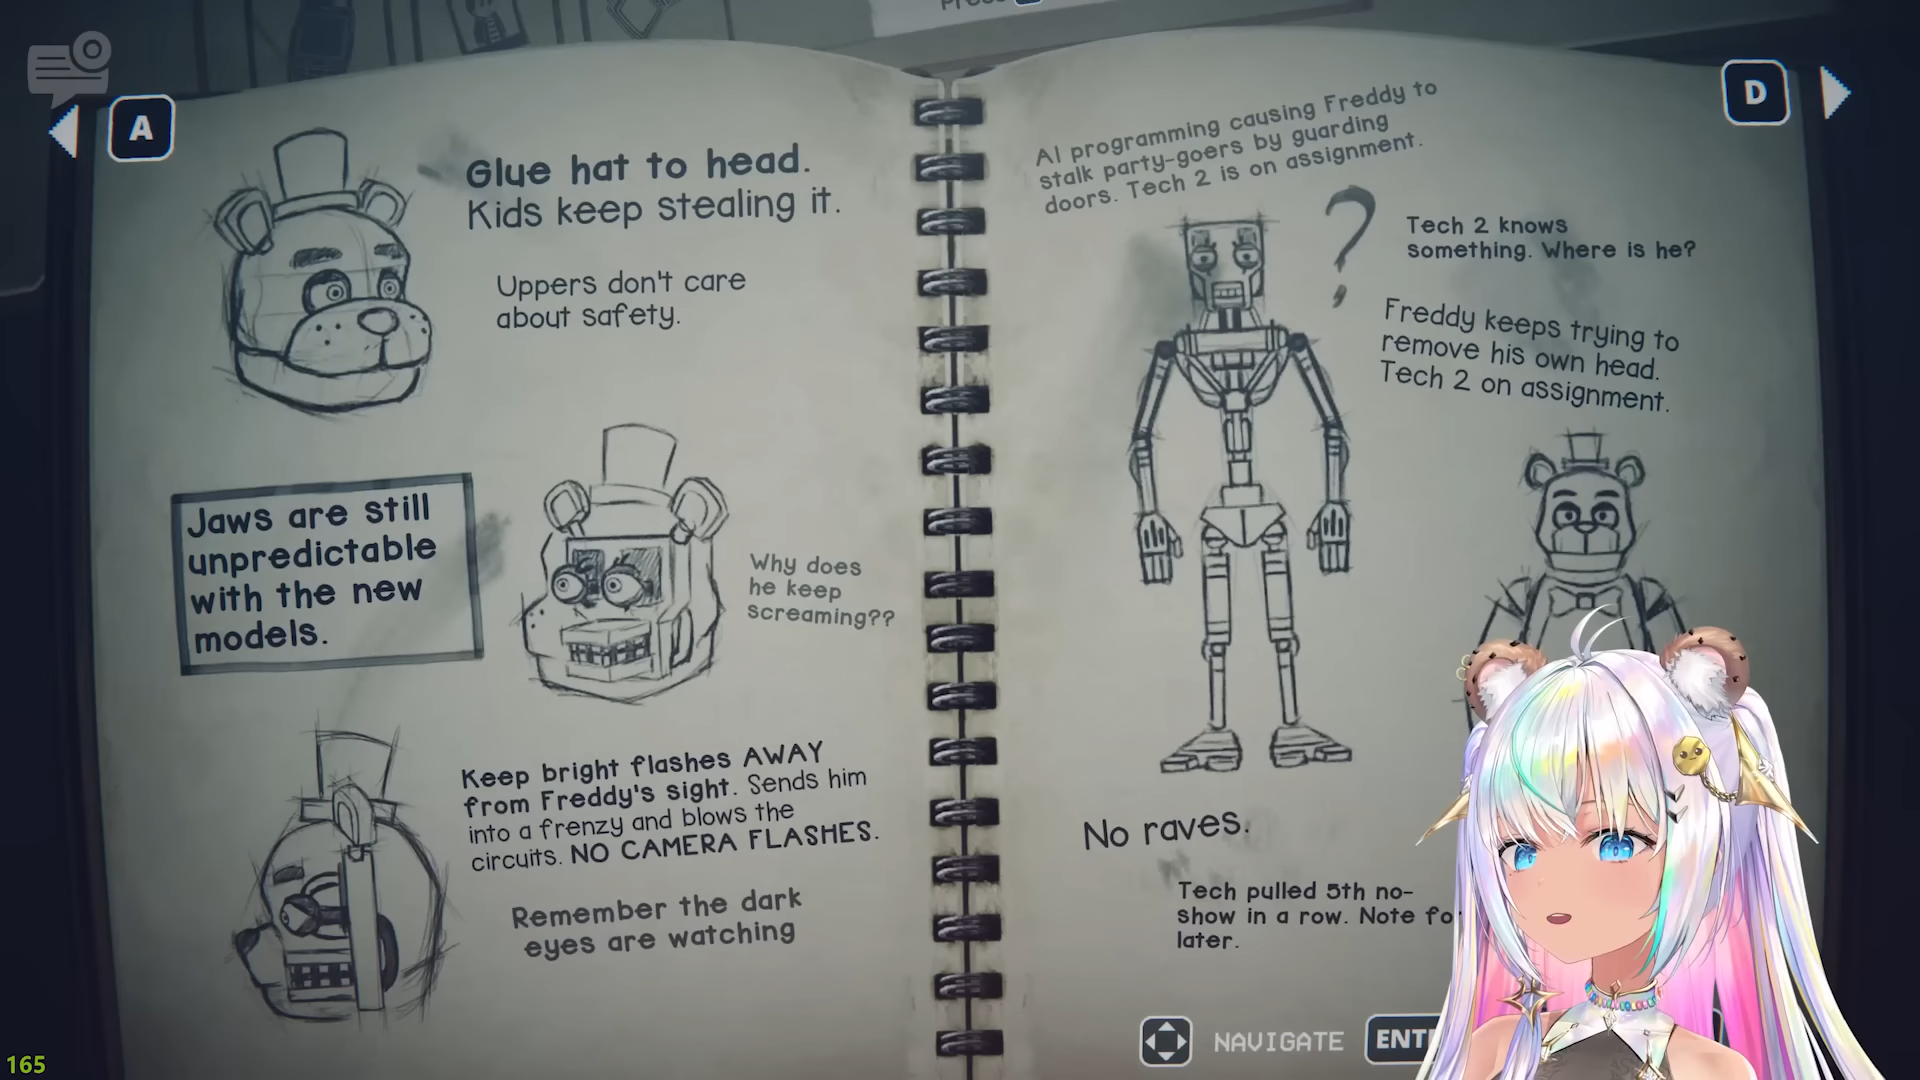 A
D
Glue hat to head.
Kids keep stealing it.
Uppers don't care
about safety.
Jaws are still
unpredictable
with the new
models.
Why does
he keep
screaming??
Keep bright flashes AWAY
from Freddy's sight. Sends him
into a frenzy and blows the
circuits. NO CAMERA FLASHES.
Remember the dark
eyes are watching
AI programming causing Freddy to
stalk party-goers by guarding
doors. Tech 2 is on assignment.
?
Tech 2 knows
something. Where is he?
Freddy keeps trying to
remove his own head.
Tech 2 on assignment.
No raves.
Tech pulled 5th no-
show in a row. Note fo
later.
NAVIGATE
ENT
165